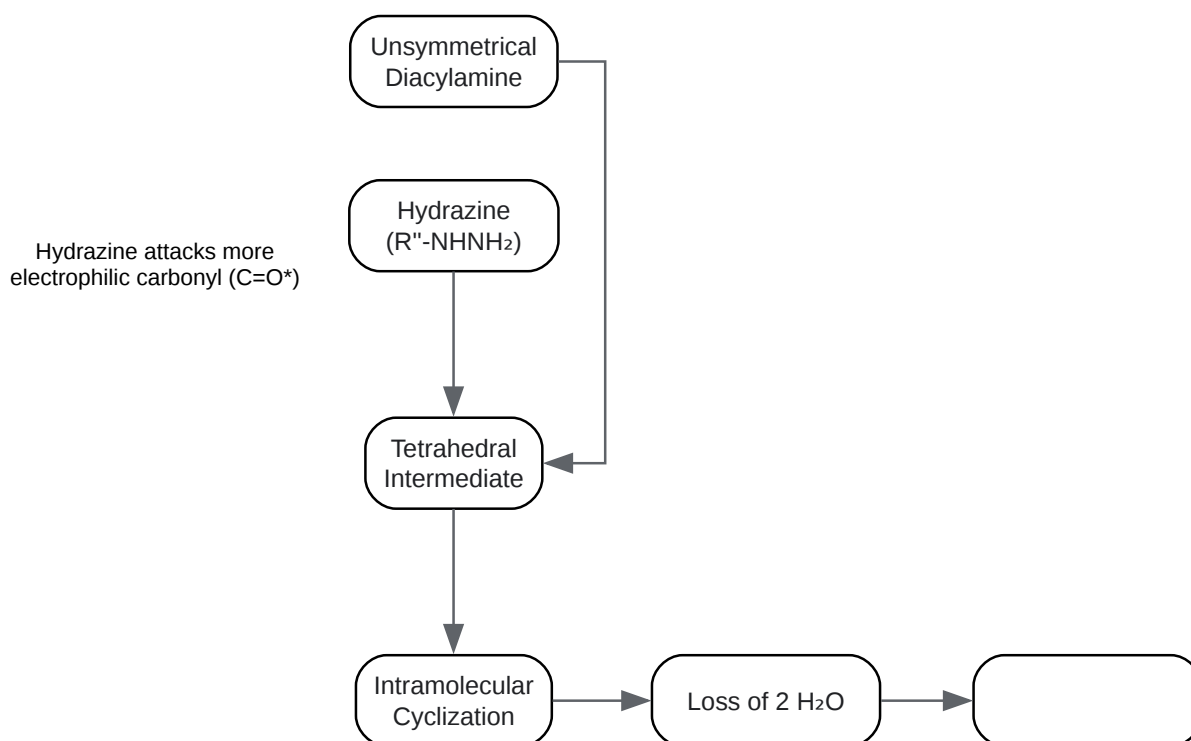 Unsymmetrical
Diacylamine
Hydrazine
(R"-NHNH₂)
Hydrazine attacks more
electrophilic carbonyl (C=O*)
Tetrahedral
Intermediate
Intramolecular
Cyclization
Loss of 2 H₂O